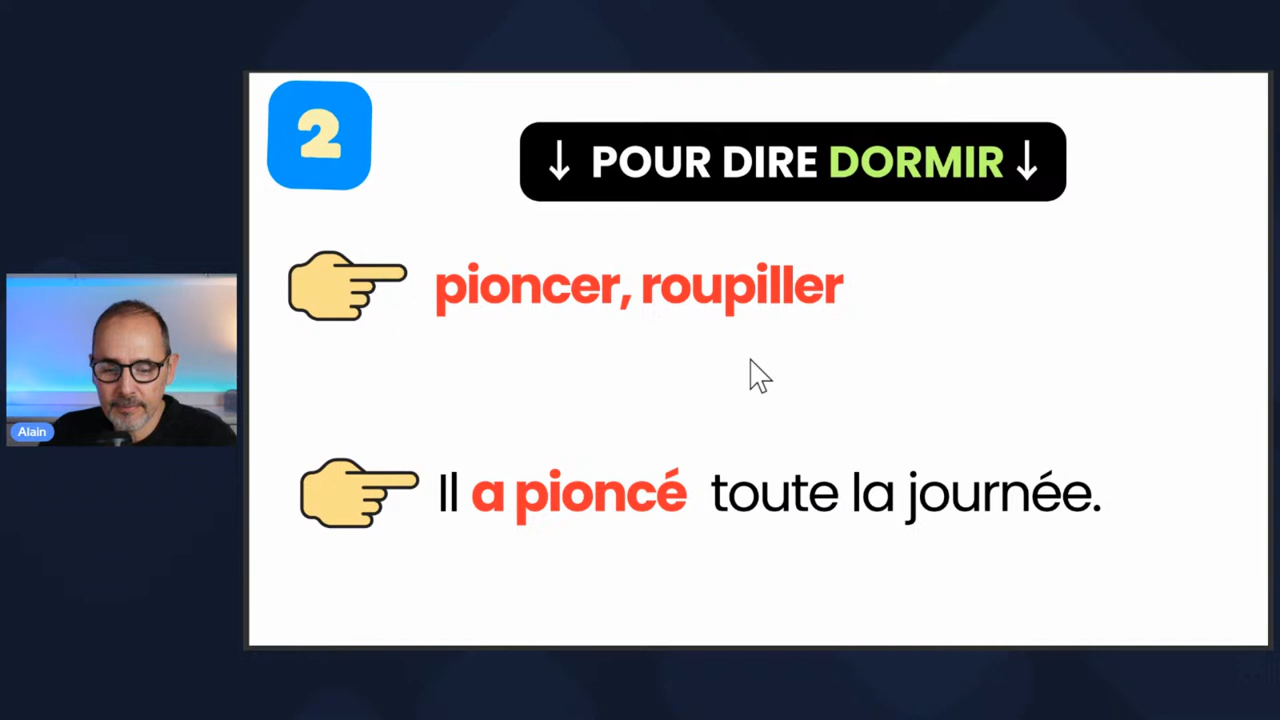 2
↓ POUR DIRE DORMIR ↓
pioncer, roupiller
Alain
Il a pioncé toute la journée.